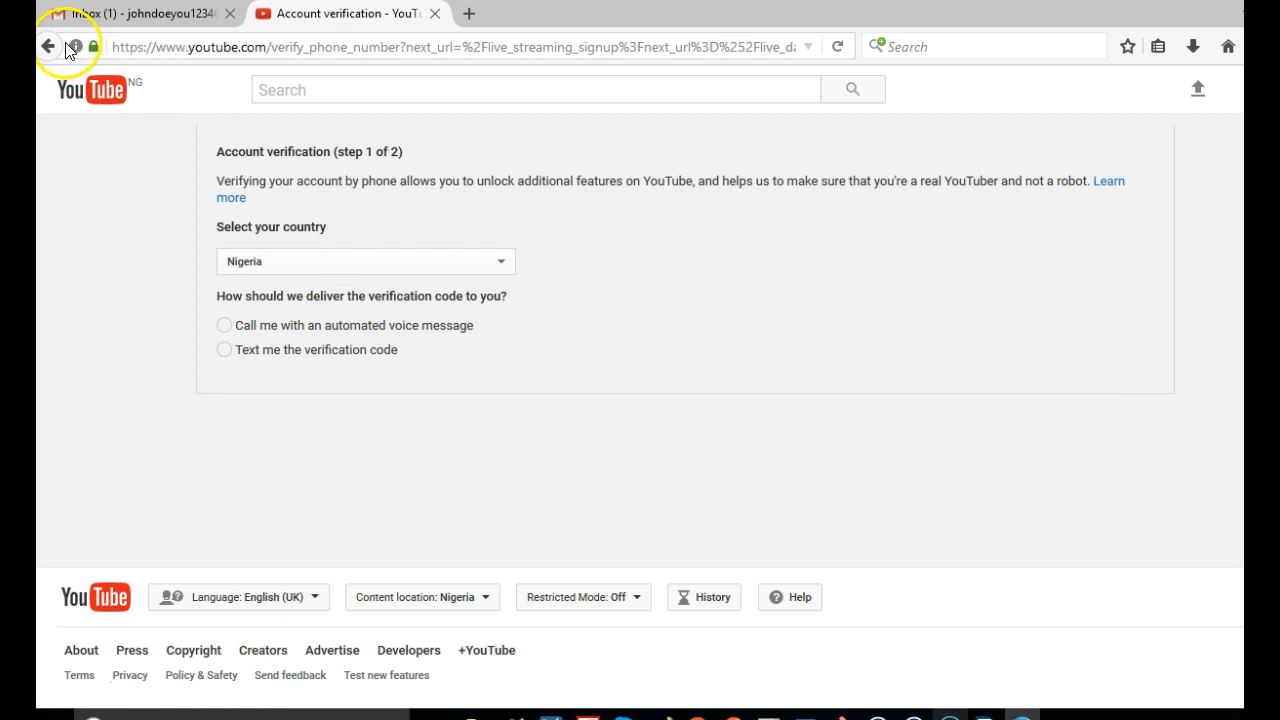 Inbox (1) - johndoeyou1234
Account verification - YouTu
https://www.youtube.com/verify_phone_number?next_url=%2Flive_streaming_signup%3Fnext_url%3D%252Flive_da
Search
YouTube NG
Search
Account verification (step 1 of 2)
Verifying your account by phone allows you to unlock additional features on YouTube, and helps us to make sure that you're a real YouTuber and not a robot. Learn
more
Select your country
Nigeria
How should we deliver the verification code to you?
Call me with an automated voice message
Text me the verification code
YouTube
Language: English (UK)
Content location: Nigeria
Restricted Mode: Off
History
Help
About Press Copyright Creators Advertise Developers +YouTube
Terms Privacy Policy & Safety Send feedback Test new features